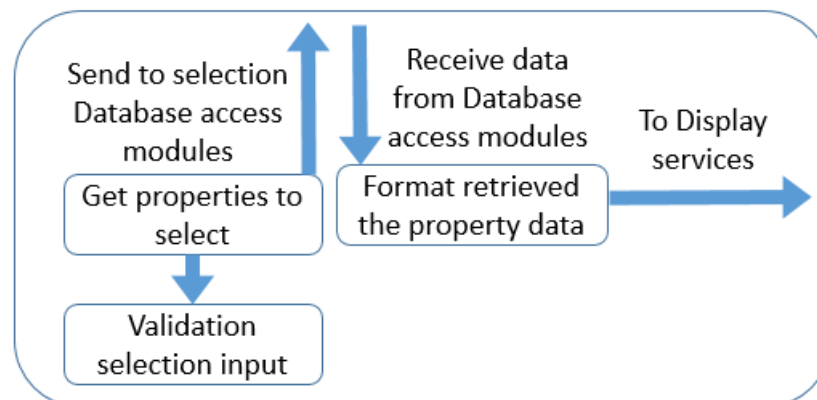 Send to selection
Database access
modules
Receive data
from Database
access modules
To Display
services
Get properties to
select
Format retrieved
the property data
Validation
selection input